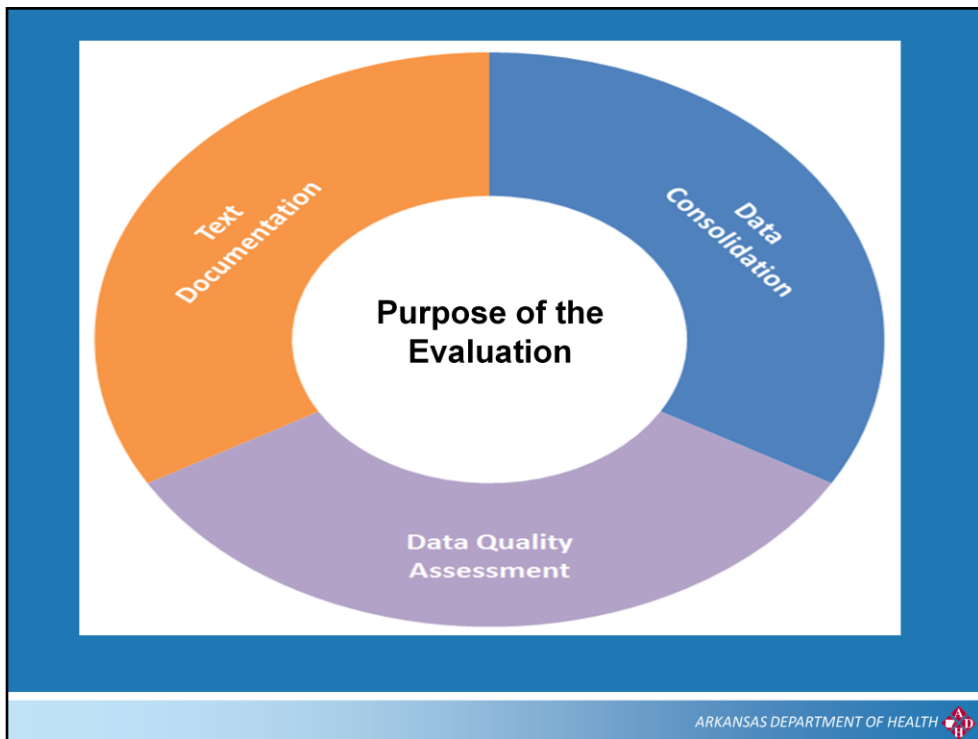 Text
Documentation
Data
Consolidation
Purpose of the
Evaluation
Data Quality
Assessment
ARKANSAS DEPARTMENT OF HEALTH
A
D
H